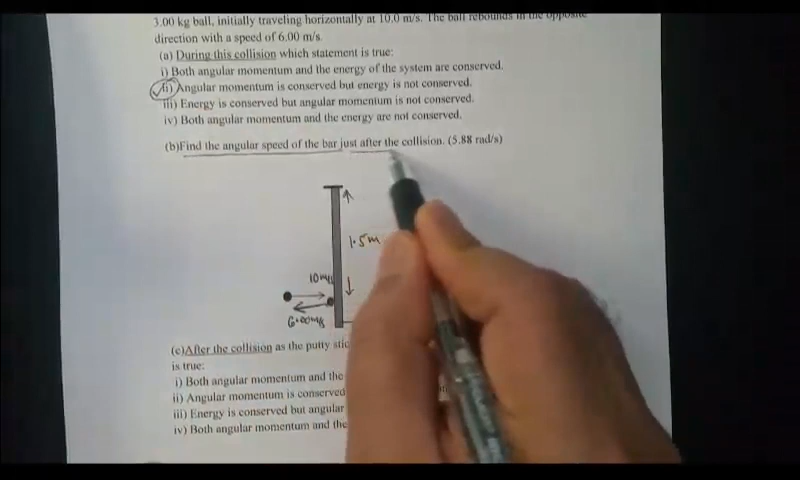 3.00 kg ball, initially traveling horizontally at 10.0 m/s. The ball rebounds in the opposite
direction with a speed of 6.00 m/s.
(a) During this collision which statement is true:
i) Both angular momentum and the energy of the system are conserved.
ii) Angular momentum is conserved but energy is not conserved.
iii) Energy is conserved but angular momentum is not conserved.
iv) Both angular momentum and the energy are not conserved.
(b)Find the angular speed of the bar just after the collision. (5.88 rad/s)
1.5m
10m/s
6.00m/s
(c)After the collision as the putty stic
is true:
i) Both angular momentum and the
ii) Angular momentum is conserved
iii) Energy is conserved but angular
iv) Both angular momentum and the